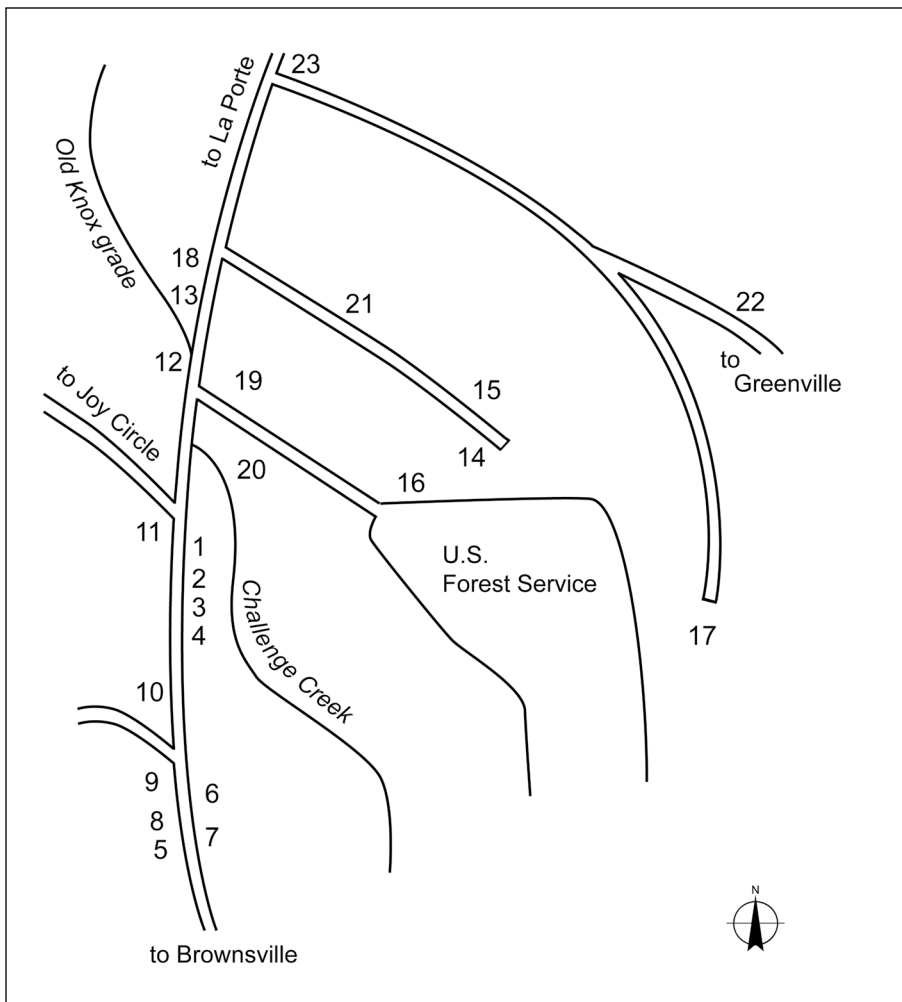 23
to La Porte
Old Knox grade
18
13
21
22
12
19
15
to
Greenville
to Joy Circle
14
20
16
11
1
2
3
4
U.S.
Forest Service
Challenge Creek
17
10
9
6
8
7
5
N
to Brownsville